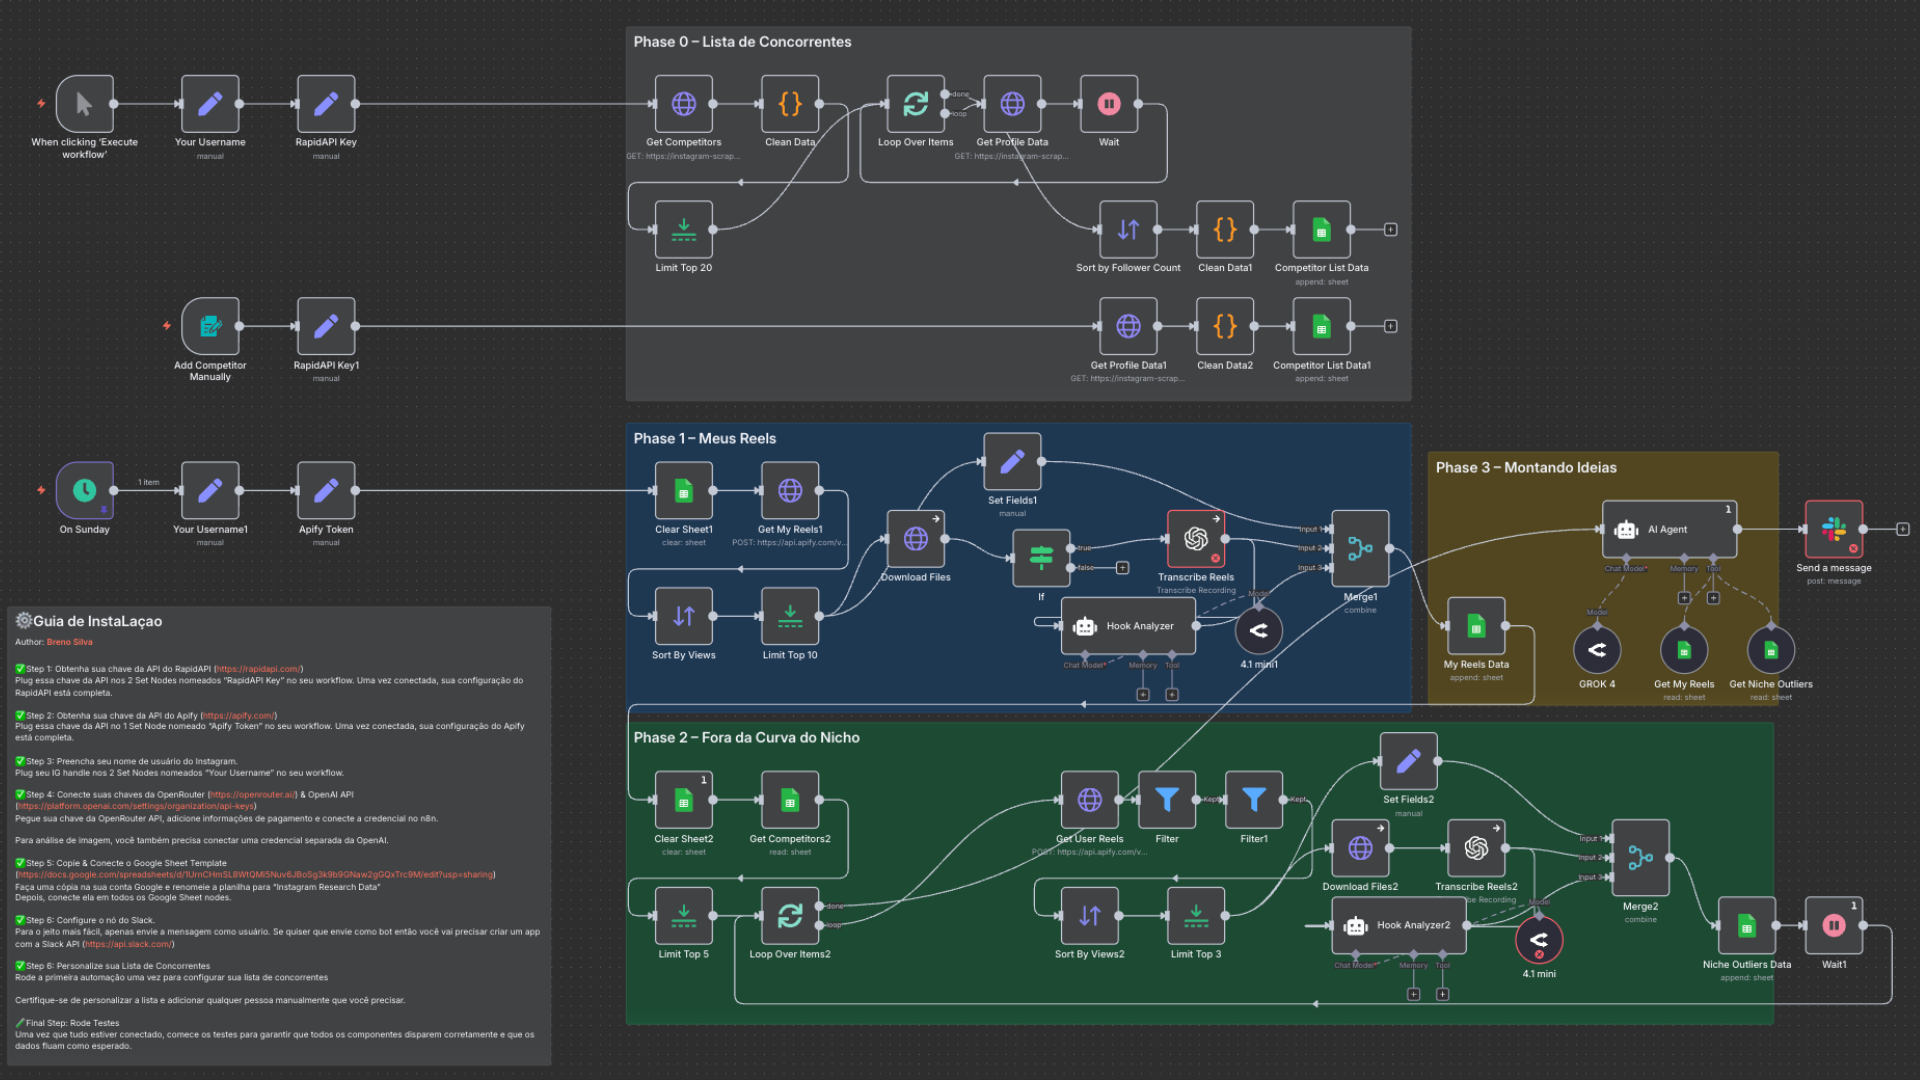 Phase 0 – Lista de Concorrentes
When clicking 'Execute
workflow'
Your Username
manual
RapidAPI Key
manual
Get Competitors
GET: https://instagram-scrap...
Clean Data
Loop Over Items
done
loop
Get Profile Data
GET: https://instagram-scrap...
Wait
Limit Top 20
Sort by Follower Count
Clean Data1
Competitor List Data
append: sheet
Add Competitor
Manually
RapidAPI Key1
manual
Get Profile Data1
GET: https://instagram-scrap...
Clean Data2
Competitor List Data1
append: sheet
On Sunday
1 item
Your Username1
manual
Apify Token
manual
Phase 1 – Meus Reels
Clear Sheet1
clear: sheet
Get My Reels1
POST: https://api.apify.com/v...
Sort By Views
Limit Top 10
Download Files
Set Fields1
manual
If
true
false
Transcribe Reels
Transcribe Recording
Hook Analyzer
Chat Model*
Memory
Tool
Model
4.1 mini1
Input 1
Input 2
Input 3
Merge1
combine
Phase 3 – Montando Ideias
AI Agent
1
Chat Model*
Memory
Tool
Model
My Reels Data
append: sheet
GROK 4
Get My Reels
read: sheet
Get Niche Outliers
read: sheet
Send a message
post: message
Phase 2 – Fora da Curva do Nicho
1
Clear Sheet2
clear: sheet
Get Competitors2
read: sheet
Limit Top 5
Loop Over Items2
done
loop
Get User Reels
POST: https://api.apify.com/v...
Filter
Kept
Filter1
Kept
Sort By Views2
Limit Top 3
Set Fields2
manual
Download Files2
Transcribe Reels2
be Recording
Hook Analyzer2
Chat Model*
Memory
Tool
Model
4.1 mini
Input 1
Input 2
Input 3
Merge2
combine
Niche Outliers Data
append: sheet
1
Wait1
⚙️Guia de InstaLaçao
Author: Breno Silva
✅Step 1: Obtenha sua chave da API do RapidAPI (https://rapidapi.com/)
Plug essa chave da API nos 2 Set Nodes nomeados "RapidAPI Key" no seu workflow. Uma vez conectada, sua configuração do
RapidAPI está completa.
✅Step 2: Obtenha sua chave da API do Apify (https://apify.com/)
Plug essa chave da API no 1 Set Node nomeado "Apify Token" no seu workflow. Uma vez conectada, sua configuração do Apify
está completa.
✅Step 3: Preencha seu nome de usuário do Instagram.
Plug seu IG handle nos 2 Set Nodes nomeados "Your Username" no seu workflow.
✅Step 4: Conecte suas chaves da OpenRouter (https://openrouter.ai/) & OpenAI API
(https://platform.openai.com/settings/organization/api-keys)
Pegue sua chave da OpenRouter API, adicione informações de pagamento e conecte a credencial no n8n.
Para análise de imagem, você também precisa conectar uma credencial separada da OpenAI.
✅Step 5: Copie & Conecte o Google Sheet Template
Faça uma cópia na sua conta Google e renomeie a planilha para "Instagram Research Data"
Depois, conecte ela em todos os Google Sheet nodes.
✅Step 6: Configure o nó do Slack.
Para o jeito mais fácil, apenas envie a mensagem como usuário. Se quiser que envie como bot então você vai precisar criar um app
com a Slack API (https://api.slack.com/)
✅Step 6: Personalize sua Lista de Concorrentes
Rode a primeira automação uma vez para configurar sua lista de concorrentes
Certifique-se de personalizar a lista e adicionar qualquer pessoa manualmente que você precisar.
🧪Final Step: Rode Testes
Uma vez que tudo estiver conectado, comece os testes para garantir que todos os componentes disparem corretamente e que os
dados fluam como esperado.